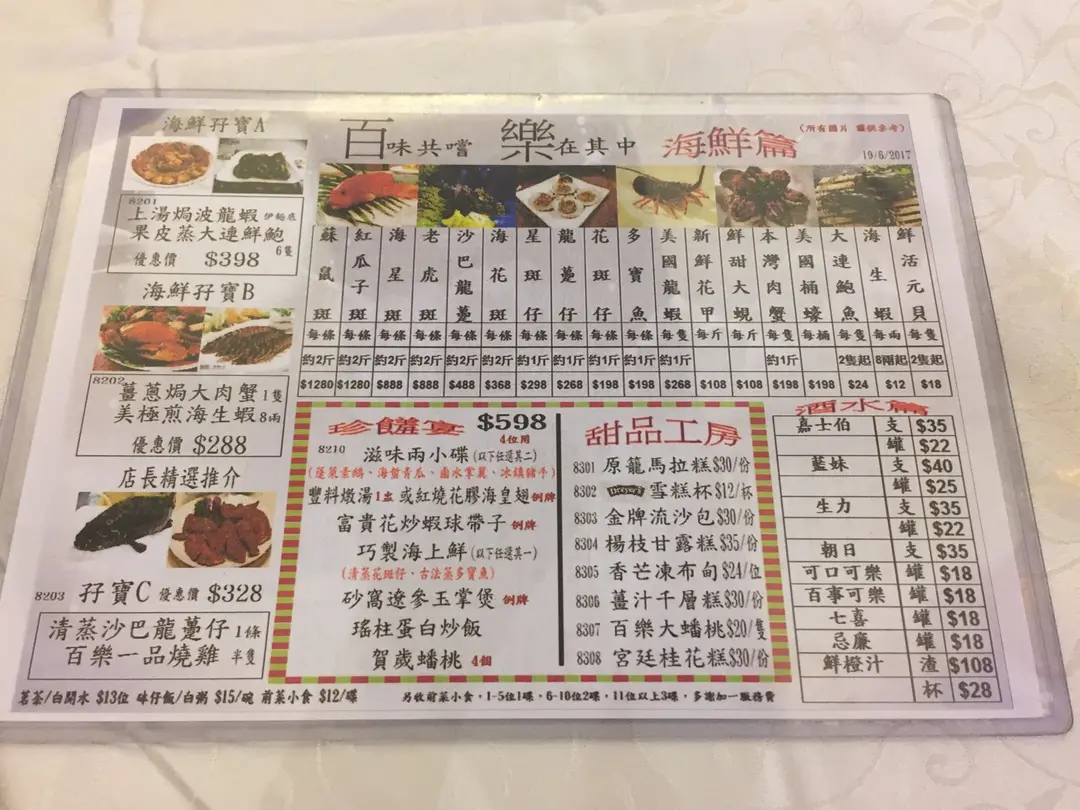 百味共嚐 樂在其中 海鮮篇
(所有圖片 僅供參考)
19/6/2017
海鮮孖寶A
8201
上湯焗波龍蝦 伊麵底
果皮蒸大連鮮鮑 6隻
優惠價 $398
海鮮孖寶B
8202
薑蔥焗大肉蟹 1隻
美極煎海生蝦 8兩
優惠價 $288
店長精選推介
8203 孖寶C 優惠價 $328
清蒸沙巴龍躉仔 1條
百樂一品燒雞 半隻
蘇鼠斑 每條 約2斤 $1280
紅瓜子斑 每條 約2斤 $1280
海星斑 每條 約2斤 $888
老虎斑 每條 約2斤 $888
沙巴龍躉 每條 約2斤 $488
海花斑 每條 約2斤 $368
星斑仔 每條 約1斤 $298
龍躉仔 每條 約1斤 $268
花斑仔 每條 約1斤 $198
多寶魚 每條 約1斤 $198
美國龍蝦 每隻 約1斤 $268
新鮮花甲 每斤 $108
鮮甜大蜆 每斤 $108
本灣肉蟹 每隻 約1斤 $198
美國桶蠔 每桶 $198
大連鮑魚 每隻 2隻起 $24
海生蝦 每兩 8兩起 $12
鮮活元貝 每隻 2隻起 $18
珍饈宴 $598
4位用
8210 滋味兩小碟 (以下任選其二)
(蓬萊素鵝、海蜇青瓜、鹵水掌翼、冰鎮豬手)
豐料燉湯 1出 或紅燒花膠海皇翅 例牌
富貴花炒蝦球帶子 例牌
巧製海上鮮 (以下任選其一)
(清蒸花斑仔、古法蒸多寶魚)
砂窩遼參玉掌煲 例牌
瑤柱蛋白炒飯
賀歲蟠桃 4個
甜品工房
8301 原籠馬拉糕$30/份
8302 Dreyer's 雪糕杯$12/杯
8303 金牌流沙包$30/份
8304 楊枝甘露糕$35/份
8305 香芒凍布甸$24/位
8306 薑汁千層糕$30/份
8307 百樂大蟠桃$20/隻
8308 宮廷桂花糕$30/份
酒水篇
嘉士伯 支 $35
罐 $22
藍妹 支 $40
罐 $25
生力 支 $35
罐 $22
朝日 支 $35
可口可樂 罐 $18
百事可樂 罐 $18
七喜 罐 $18
忌廉 罐 $18
鮮橙汁 渣 $108
杯 $28
茗茶/白開水 $13位 味仔飯/白粥 $15/碗 前菜小食 $12/碟
另收前菜小食，1-5位1碟，6-10位2碟，11位以上3碟，多謝加一服務費